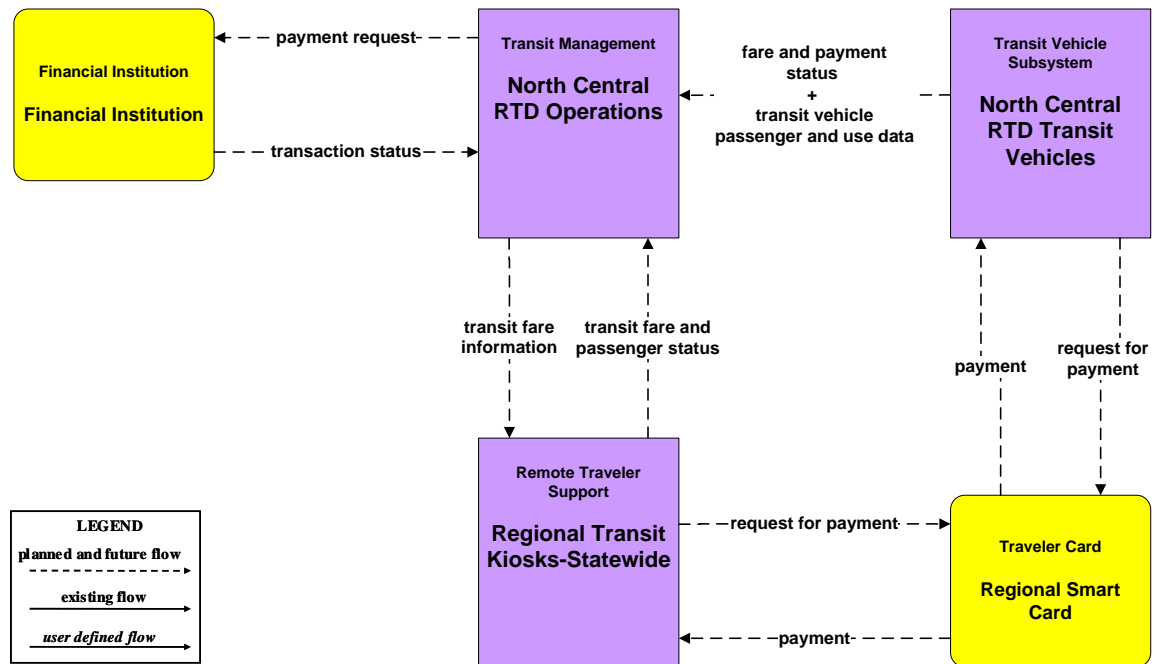 Financial Institution
Financial Institution
payment request
transaction status
Transit Management
North Central
RTD Operations
fare and payment
status
+
transit vehicle
passenger and use data
Transit Vehicle
Subsystem
North Central
RTD Transit
Vehicles
transit fare
information
transit fare and
passenger status
payment
request for
payment
Remote Traveler
Support
Regional Transit
Kiosks-Statewide
request for payment
payment
Traveler Card
Regional Smart
Card
LEGEND
planned and future flow
existing flow
user defined flow